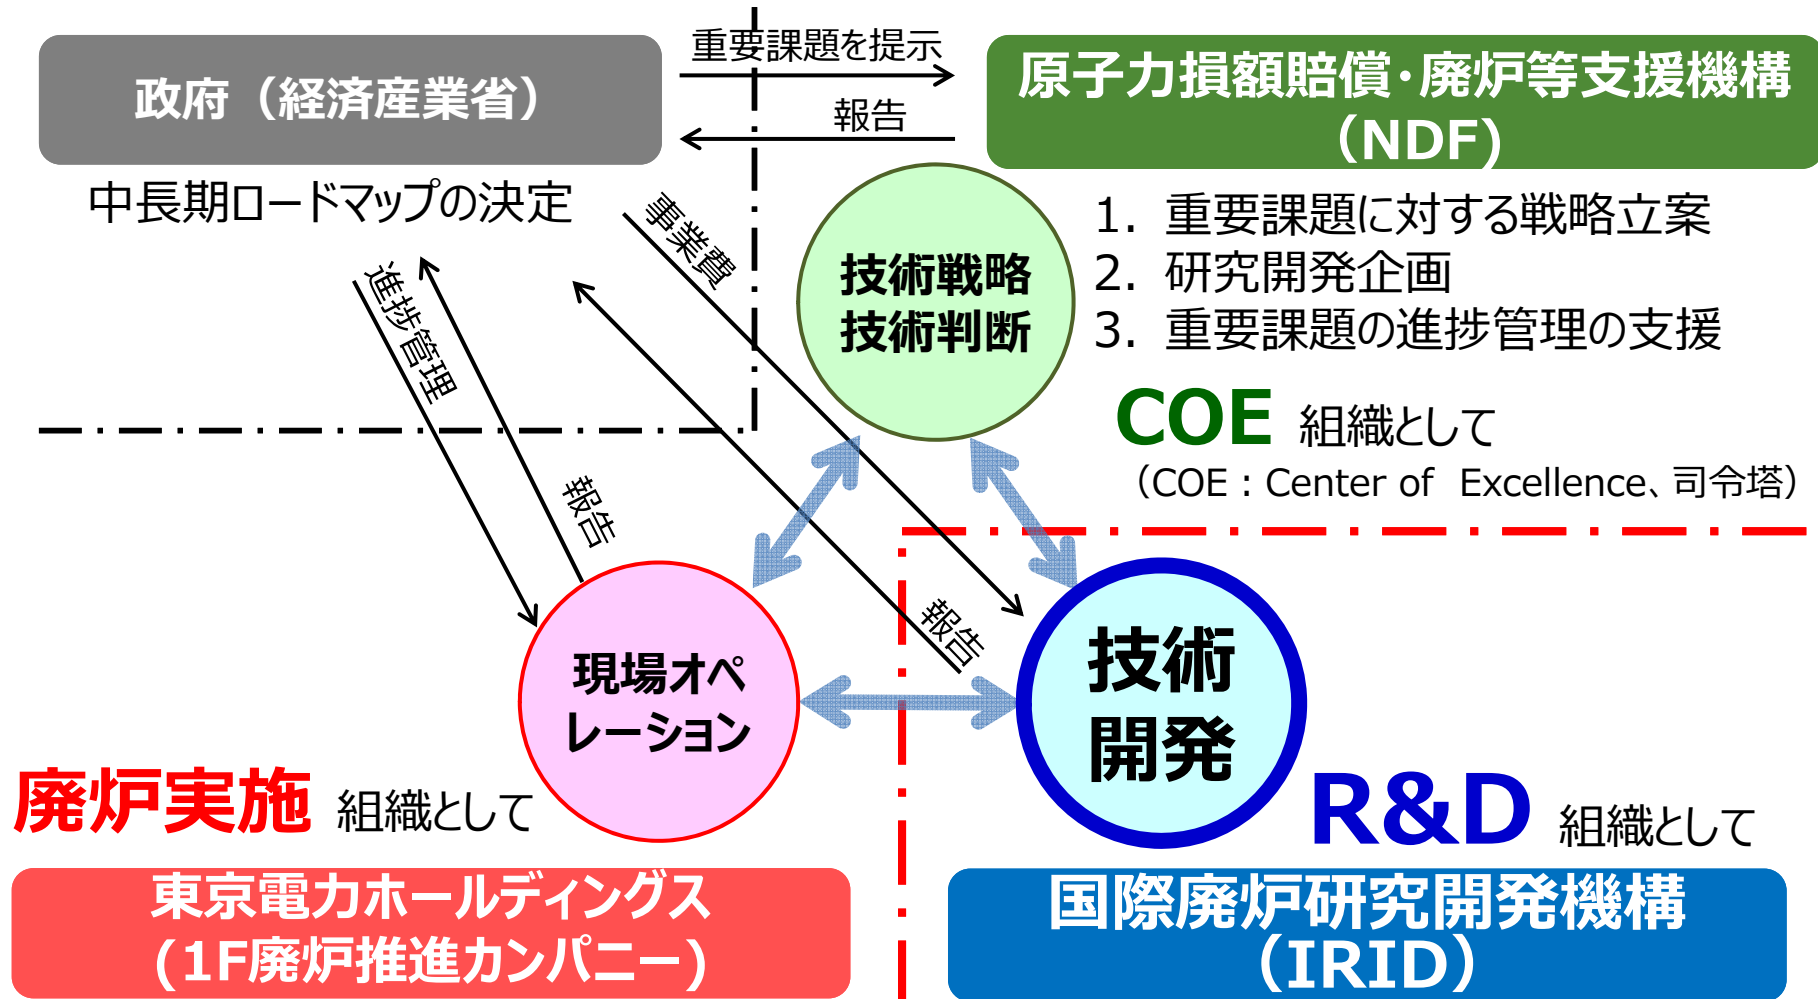 政府（経済産業省）
重要課題を提示
報告
原子力損額賠償・廃炉等支援機構
（NDF)
中長期ロードマップの決定
事業費
進捗管理
技術戦略
技術判断
1. 重要課題に対する戦略立案
2. 研究開発企画
3. 重要課題の進捗管理の支援
COE 組織として
（COE：Center of Excellence、司令塔）
報告
報告
現場オペ
レーション
技術
開発
廃炉実施 組織として
R&D 組織として
東京電力ホールディングス
(1F廃炉推進カンパニー)
国際廃炉研究開発機構
（IRID）